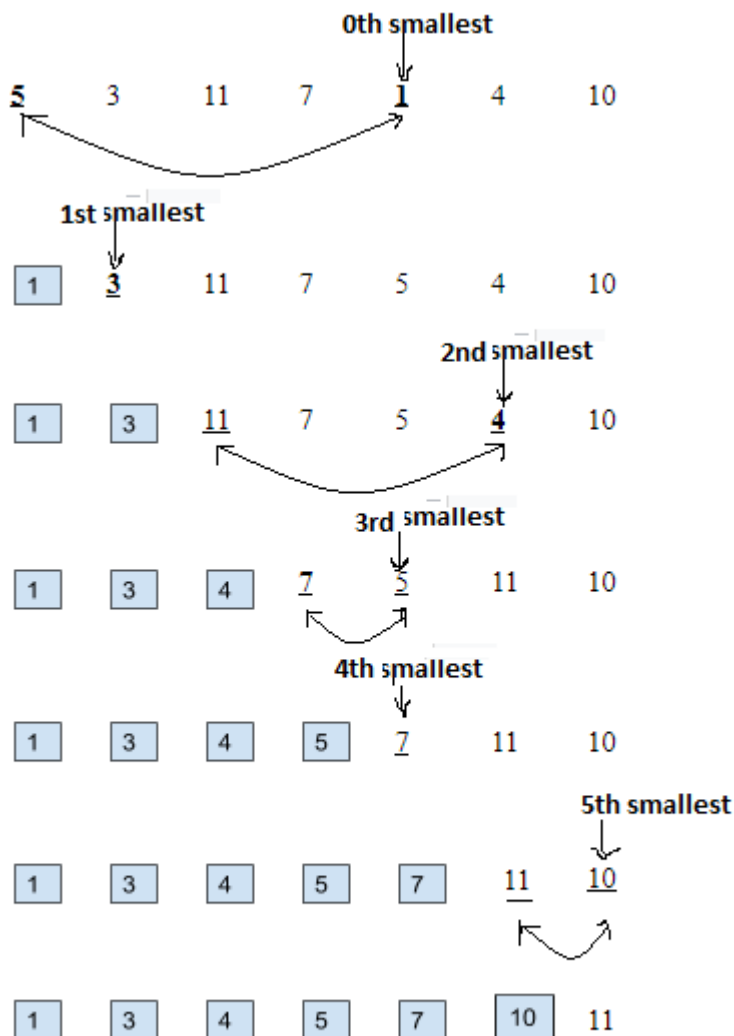 0th smallest
5 3 11 7 1 4 10
1st smallest
1 3 11 7 5 4 10
2nd smallest
1 3 11 7 5 4 10
3rd smallest
1 3 4 7 5 11 10
4th smallest
1 3 4 5 7 11 10
5th smallest
1 3 4 5 7 11 10
1 3 4 5 7 10 11